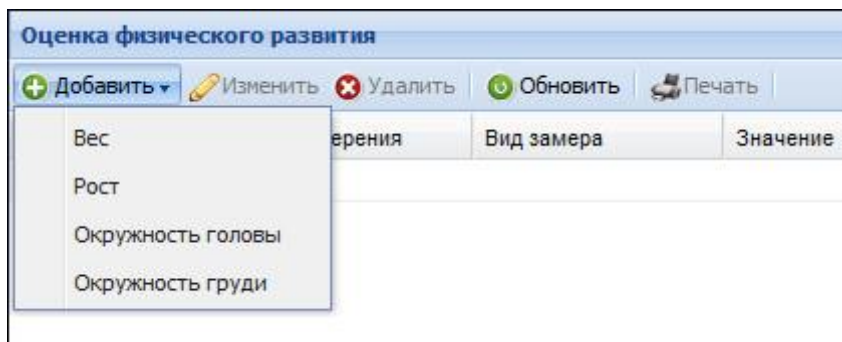 Оценка физического развития
Добавить Изменить Удалить Обновить Печать
ерения Вид замера Значение
Вес
Рост
Окружность головы
Окружность груди